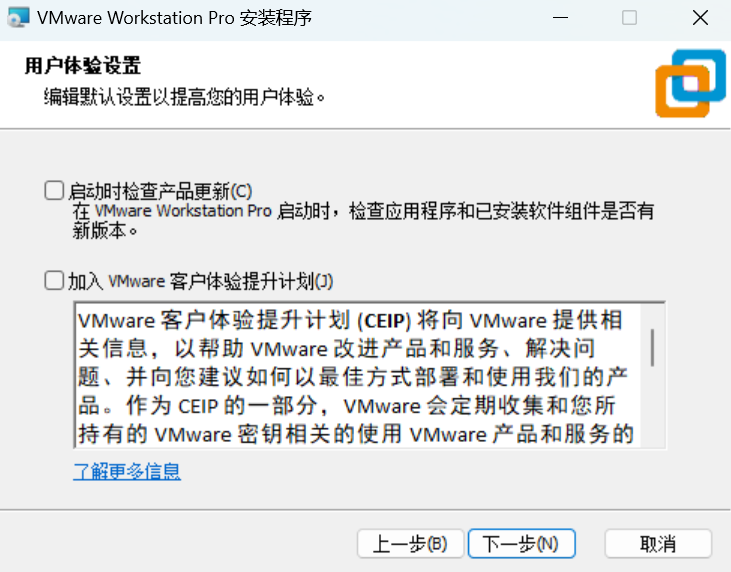 VMware Workstation Pro 安装程序
用户体验设置
编辑默认设置以提高您的用户体验。
启动时检查产品更新(C)
在 VMware Workstation Pro 启动时，检查应用程序和已安装软件组件是否有
新版本。
加入 VMware 客户体验提升计划(J)
VMware 客户体验提升计划 (CEIP) 将向 VMware 提供相
关信息，以帮助 VMware 改进产品和服务、解决问
题、并向您建议如何以最佳方式部署和使用我们的产
品。作为 CEIP 的一部分，VMware 会定期收集和您所
持有的 VMware 密钥相关的使用 VMware 产品和服务的
了解更多信息
上一步(B)
下一步(N)
取消